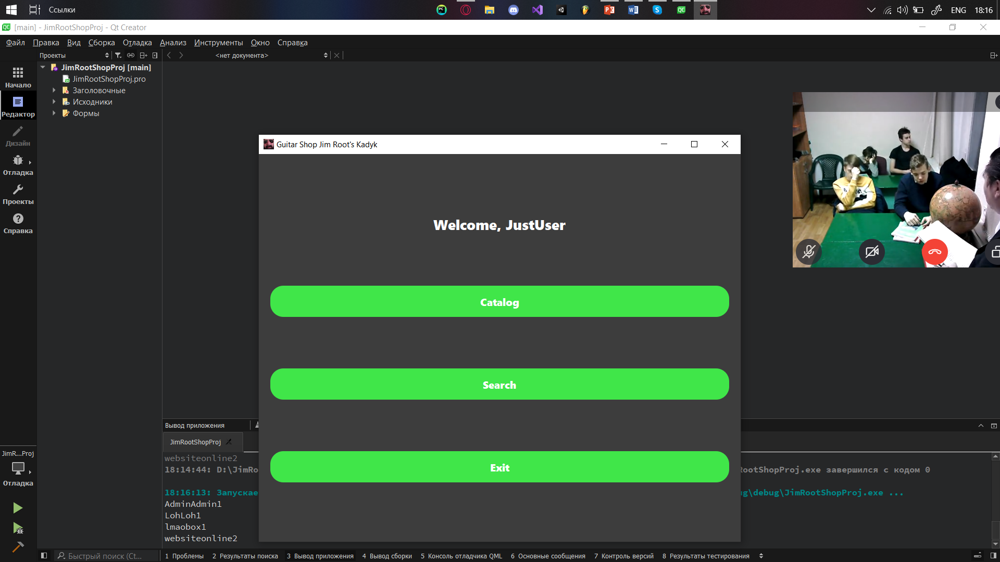 Ссылки
ENG 18:16
[main] - JimRootShopProj - Qt Creator
Файл Правка Вид Сборка Отладка Анализ Инструменты Окно Справка
Проекты
<нет документа>
JimRootShopProj [main]
JimRootShopProj.pro
Заголовочные
Исходники
Формы
Начало
Редактор
Дизайн
Отладка
Проекты
Справка
Guitar Shop Jim Root's Kadyk
Welcome, JustUser
Catalog
Search
Exit
Вывод приложения
JimRootShopProj
websiteonline2
18:14:44: D:\JimRo
RootShopProj.exe завершился с кодом 0
18:16:13: Запускае
ug\debug\JimRootShopProj.exe ...
AdminAdmin1
LohLoh1
lmaobox1
websiteonline2
JimR...Proj
Отладка
Быстрый поиск (Ct...
1 Проблемы 2 Результаты поиска 3 Вывод приложения 4 Вывод сборки 5 Консоль отладчика QML 6 Основные сообщения 7 Контроль версий 8 Результаты тестирования